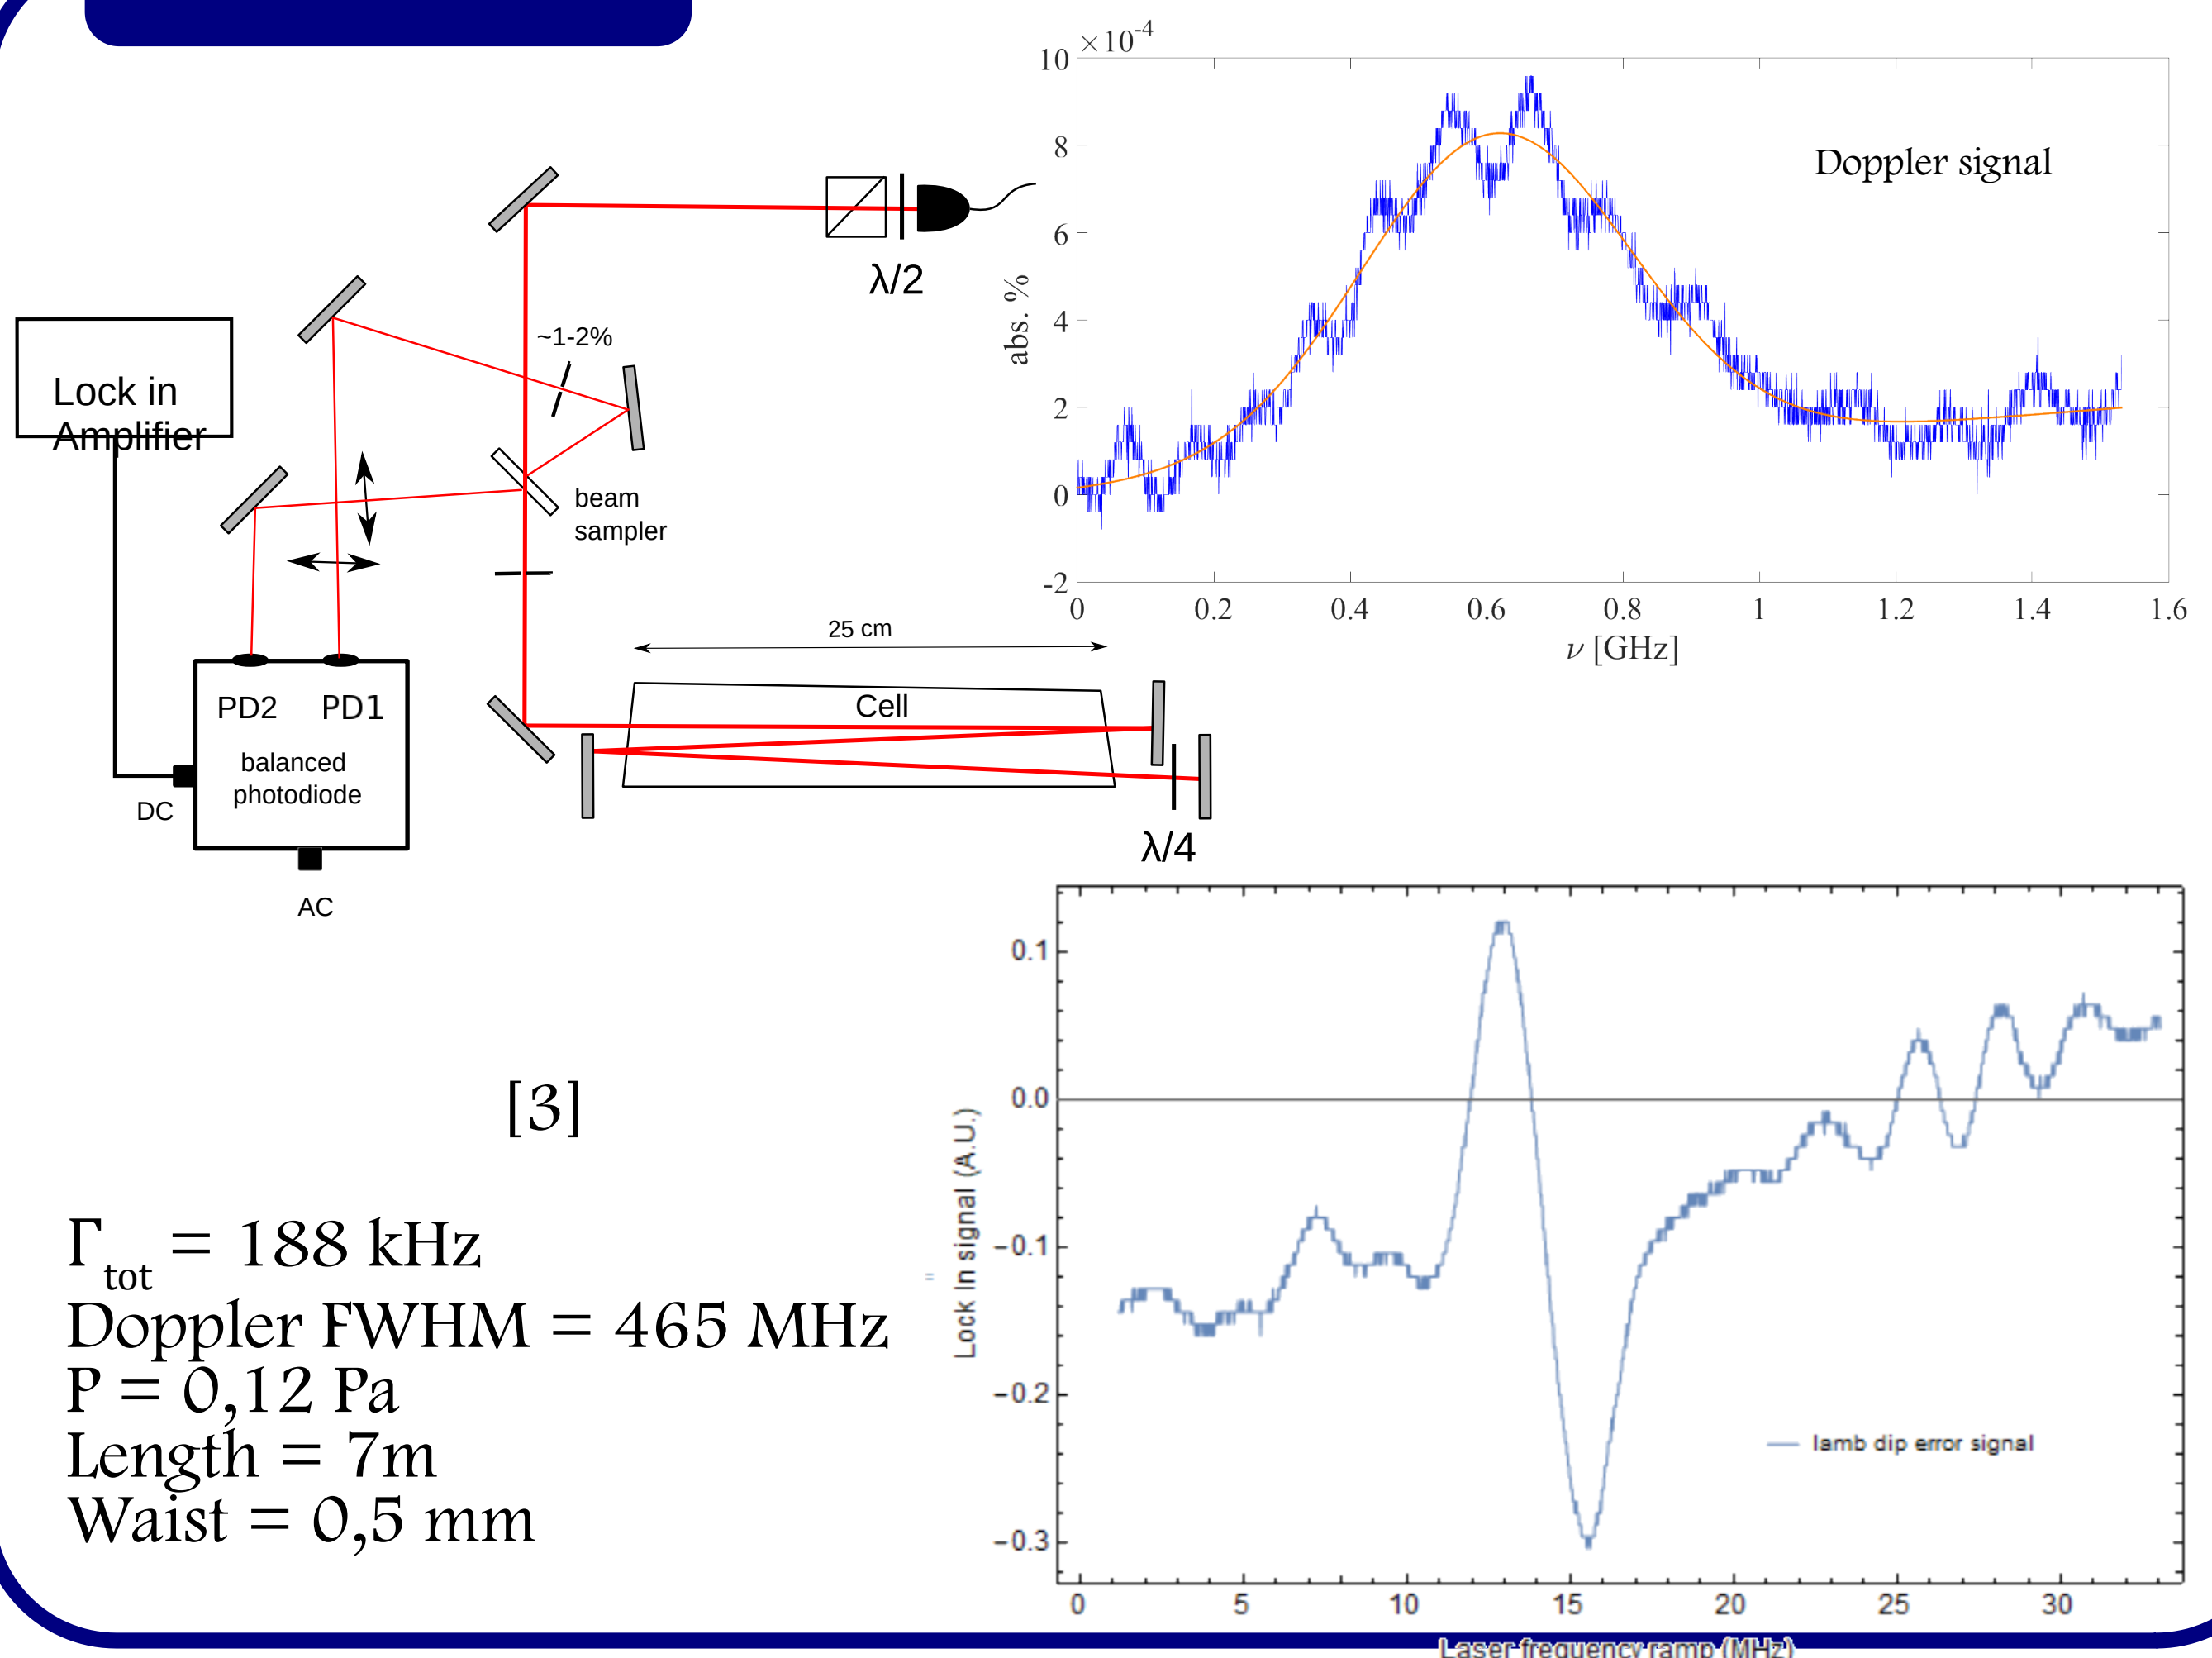 λ/2
~1-2%
Lock in
Amplifier
beam
sampler
25 cm
Cell
PD2 PD1
balanced
photodiode
DC
AC
λ/4
×10-4
10
8
6
4
2
0
-2
abs. %
Doppler signal
0 0.2 0.4 0.6 0.8 1 1.2 1.4 1.6
ν [GHz]
[3]
Γtot = 188 kHz
Doppler FWHM = 465 MHz
P = 0,12 Pa
Length = 7m
Waist = 0,5 mm
0.1
0.0
−0.1
−0.2
−0.3
Lock In signal (A.U.)
lamb dip error signal
0 5 10 15 20 25 30
Laser frequency ramp (MHz)